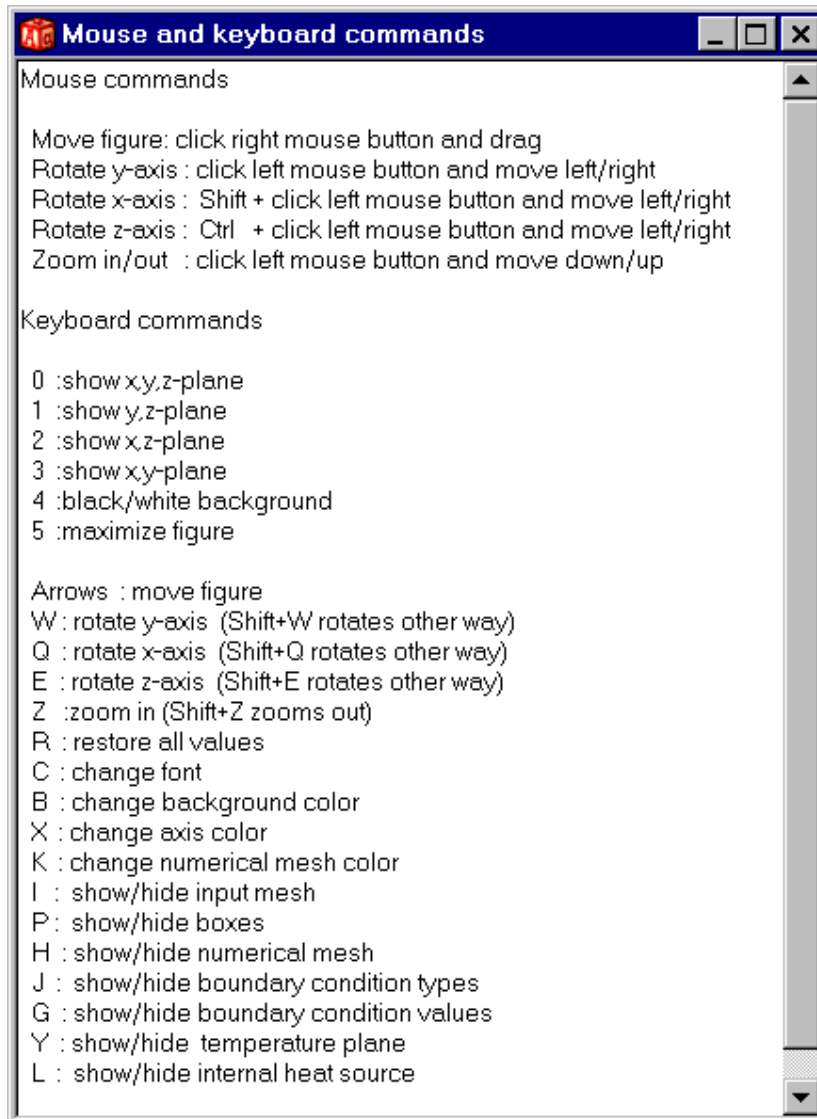 Mouse and keyboard commands
Mouse commands
Move figure: click right mouse button and drag
Rotate y-axis : click left mouse button and move left/right
Rotate x-axis : Shift + click left mouse button and move left/right
Rotate z-axis : Ctrl + click left mouse button and move left/right
Zoom in/out : click left mouse button and move down/up
Keyboard commands
0 :show x,y,z-plane
1 :show y,z-plane
2 :show x,z-plane
3 :show x,y-plane
4 :black/white background
5 :maximize figure
Arrows : move figure
W : rotate y-axis (Shift+W rotates other way)
Q : rotate x-axis (Shift+Q rotates other way)
E : rotate z-axis (Shift+E rotates other way)
Z :zoom in (Shift+Z zooms out)
R : restore all values
C : change font
B : change background color
X : change axis color
K : change numerical mesh color
I : show/hide input mesh
P : show/hide boxes
H : show/hide numerical mesh
J : show/hide boundary condition types
G : show/hide boundary condition values
Y : show/hide temperature plane
L : show/hide internal heat source